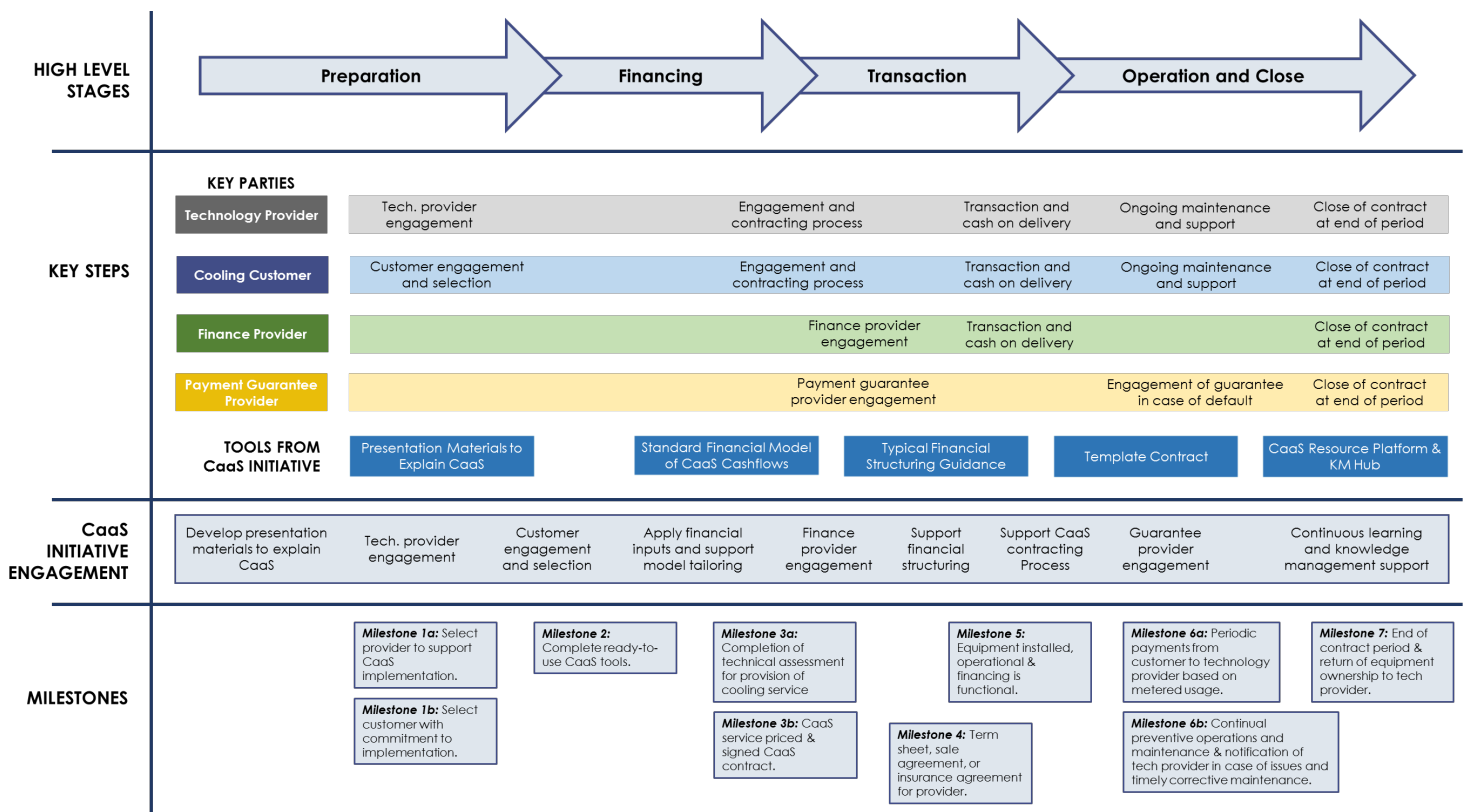 HIGH LEVEL
STAGES
Preparation
Financing
Transaction
Operation and Close
KEY STEPS
KEY PARTIES
Technology Provider
Tech. provider
engagement
Engagement and
contracting process
Transaction and
cash on delivery
Ongoing maintenance
and support
Close of contract
at end of period
Cooling Customer
Customer engagement
and selection
Engagement and
contracting process
Transaction and
cash on delivery
Ongoing maintenance
and support
Close of contract
at end of period
Finance Provider
Finance provider
engagement
Transaction and
cash on delivery
Close of contract
at end of period
Payment Guarantee
Provider
Payment guarantee
provider engagement
Engagement of guarantee
in case of default
Close of contract
at end of period
TOOLS FROM
CaaS INITIATIVE
Presentation Materials to
Explain CaaS
Standard Financial Model
of CaaS Cashflows
Typical Financial
Structuring Guidance
Template Contract
CaaS Resource Platform &
KM Hub
CaaS
INITIATIVE
ENGAGEMENT
Develop presentation
materials to explain
CaaS
Tech. provider
engagement
Customer
engagement
and selection
Apply financial
inputs and support
model tailoring
Finance
provider
engagement
Support
financial
structuring
Support CaaS
contracting
Process
Guarantee
provider
engagement
Continuous learning
and knowledge
management support
MILESTONES
Milestone 1a: Select
provider to support
CaaS
implementation.
Milestone 1b: Select
customer with
commitment to
implementation.
Milestone 2:
Complete ready-to-
use CaaS tools.
Milestone 3a:
Completion of
technical assessment
for provision of
cooling service
Milestone 3b: CaaS
service priced &
signed CaaS
contract.
Milestone 4: Term
sheet, sale
agreement, or
insurance agreement
for provider.
Milestone 5:
Equipment installed,
operational &
financing is
functional.
Milestone 6a: Periodic
payments from
customer to technology
provider based on
metered usage.
Milestone 6b: Continual
preventive operations and
maintenance & notification of
tech provider in case of issues and
timely corrective maintenance.
Milestone 7: End of
contract period &
return of equipment
ownership to tech
provider.